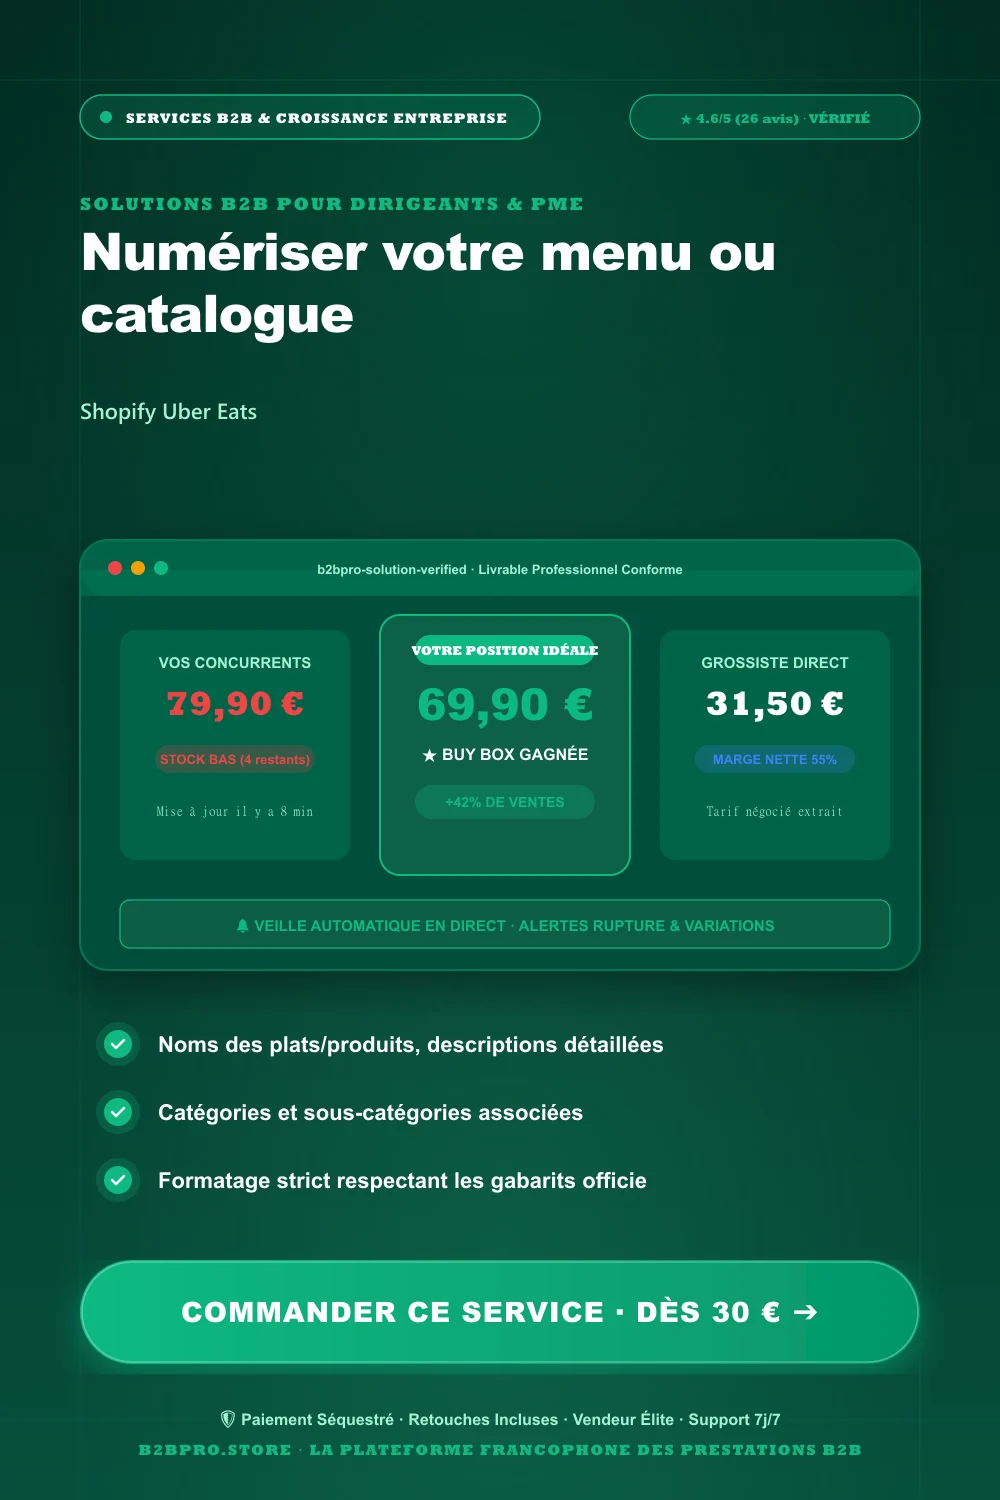 SERVICES B2B & CROISSANCE ENTREPRISE
★ 4.6/5 (26 avis) · VÉRIFIÉ
SOLUTIONS B2B POUR DIRIGEANTS & PME
Numériser votre menu ou
catalogue
Shopify Uber Eats
b2bpro-solution-verified · Livrable Professionnel Conforme
VOS CONCURRENTS
79,90 €
STOCK BAS (4 restants)
Mise à jour il y a 8 min
VOTRE POSITION IDÉALE
69,90 €
★ BUY BOX GAGNÉE
+42% DE VENTES
GROSSISTE DIRECT
31,50 €
MARGE NETTE 55%
Tarif négocié extrait
VEILLE AUTOMATIQUE EN DIRECT · ALERTES RUPTURE & VARIATIONS
Noms des plats/produits, descriptions détaillées
Catégories et sous-catégories associées
Formatage strict respectant les gabarits officie
COMMANDER CE SERVICE · DÈS 30 € →
Paiement Séquestré · Retouches Incluses · Vendeur Élite · Support 7j/7
B2BPRO.STORE · LA PLATEFORME FRANCOPHONE DES PRESTATIONS B2B